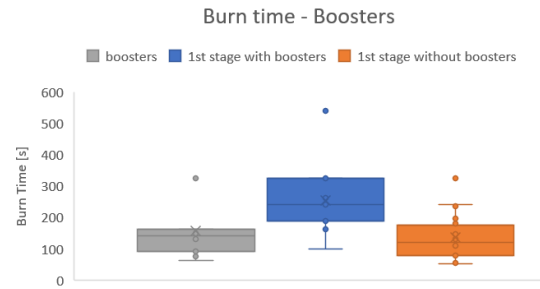 Burn time - Boosters
boosters 1st stage with boosters 1st stage without boosters
600
500
400
300
200
100
0
Burn Time [s]